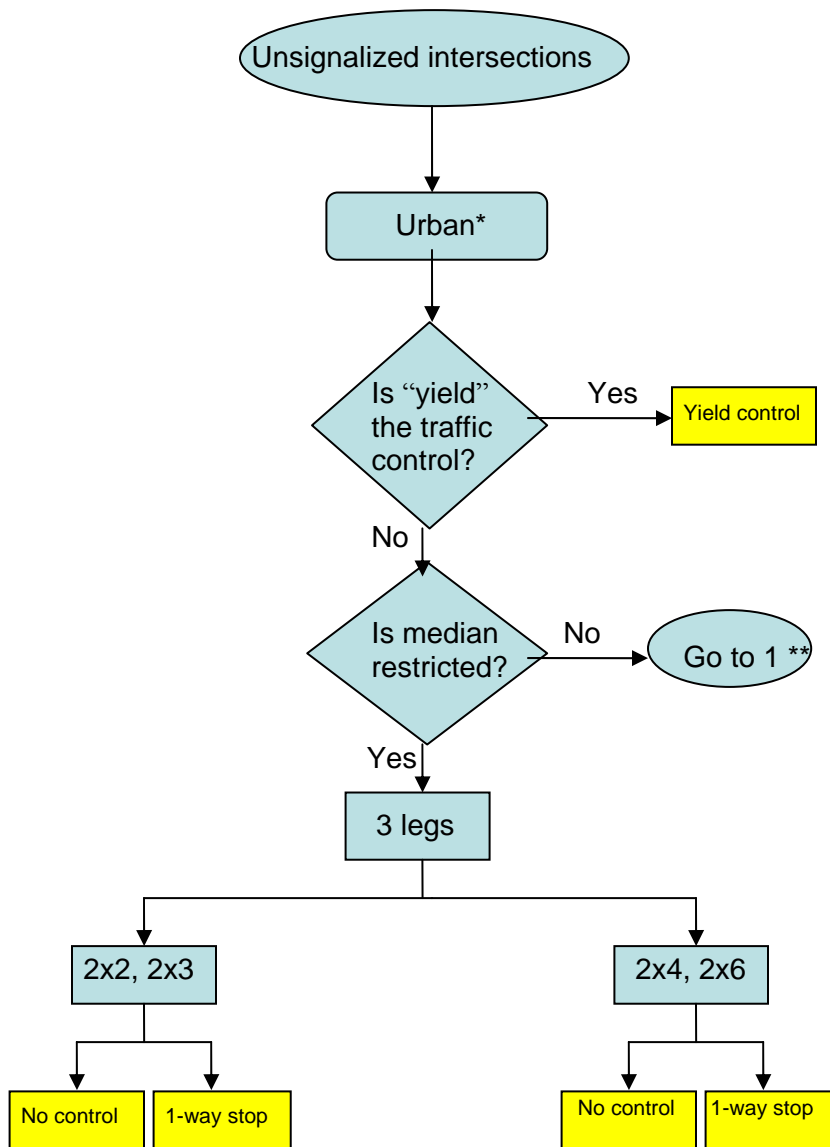 Unsignalized intersections
Urban*
Is “yield”
the traffic
control?
Yes
Yield control
No
Is median
restricted?
No
Go to 1 **
Yes
3 legs
2x2, 2x3
2x4, 2x6
No control
1-way stop
No control
1-way stop